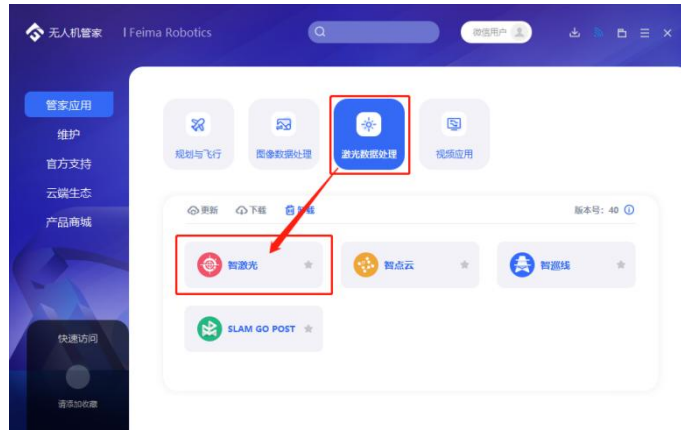 无人机管家 | Feima Robotics
微信用户
管家应用
维护
官方支持
云端生态
产品商城
快速访问
请添加收藏
规划与飞行
图像数据处理
激光数据处理
视频应用
更新
下载
卸载
版本号: 40
智激光
智点云
智巡线
SLAM GO POST